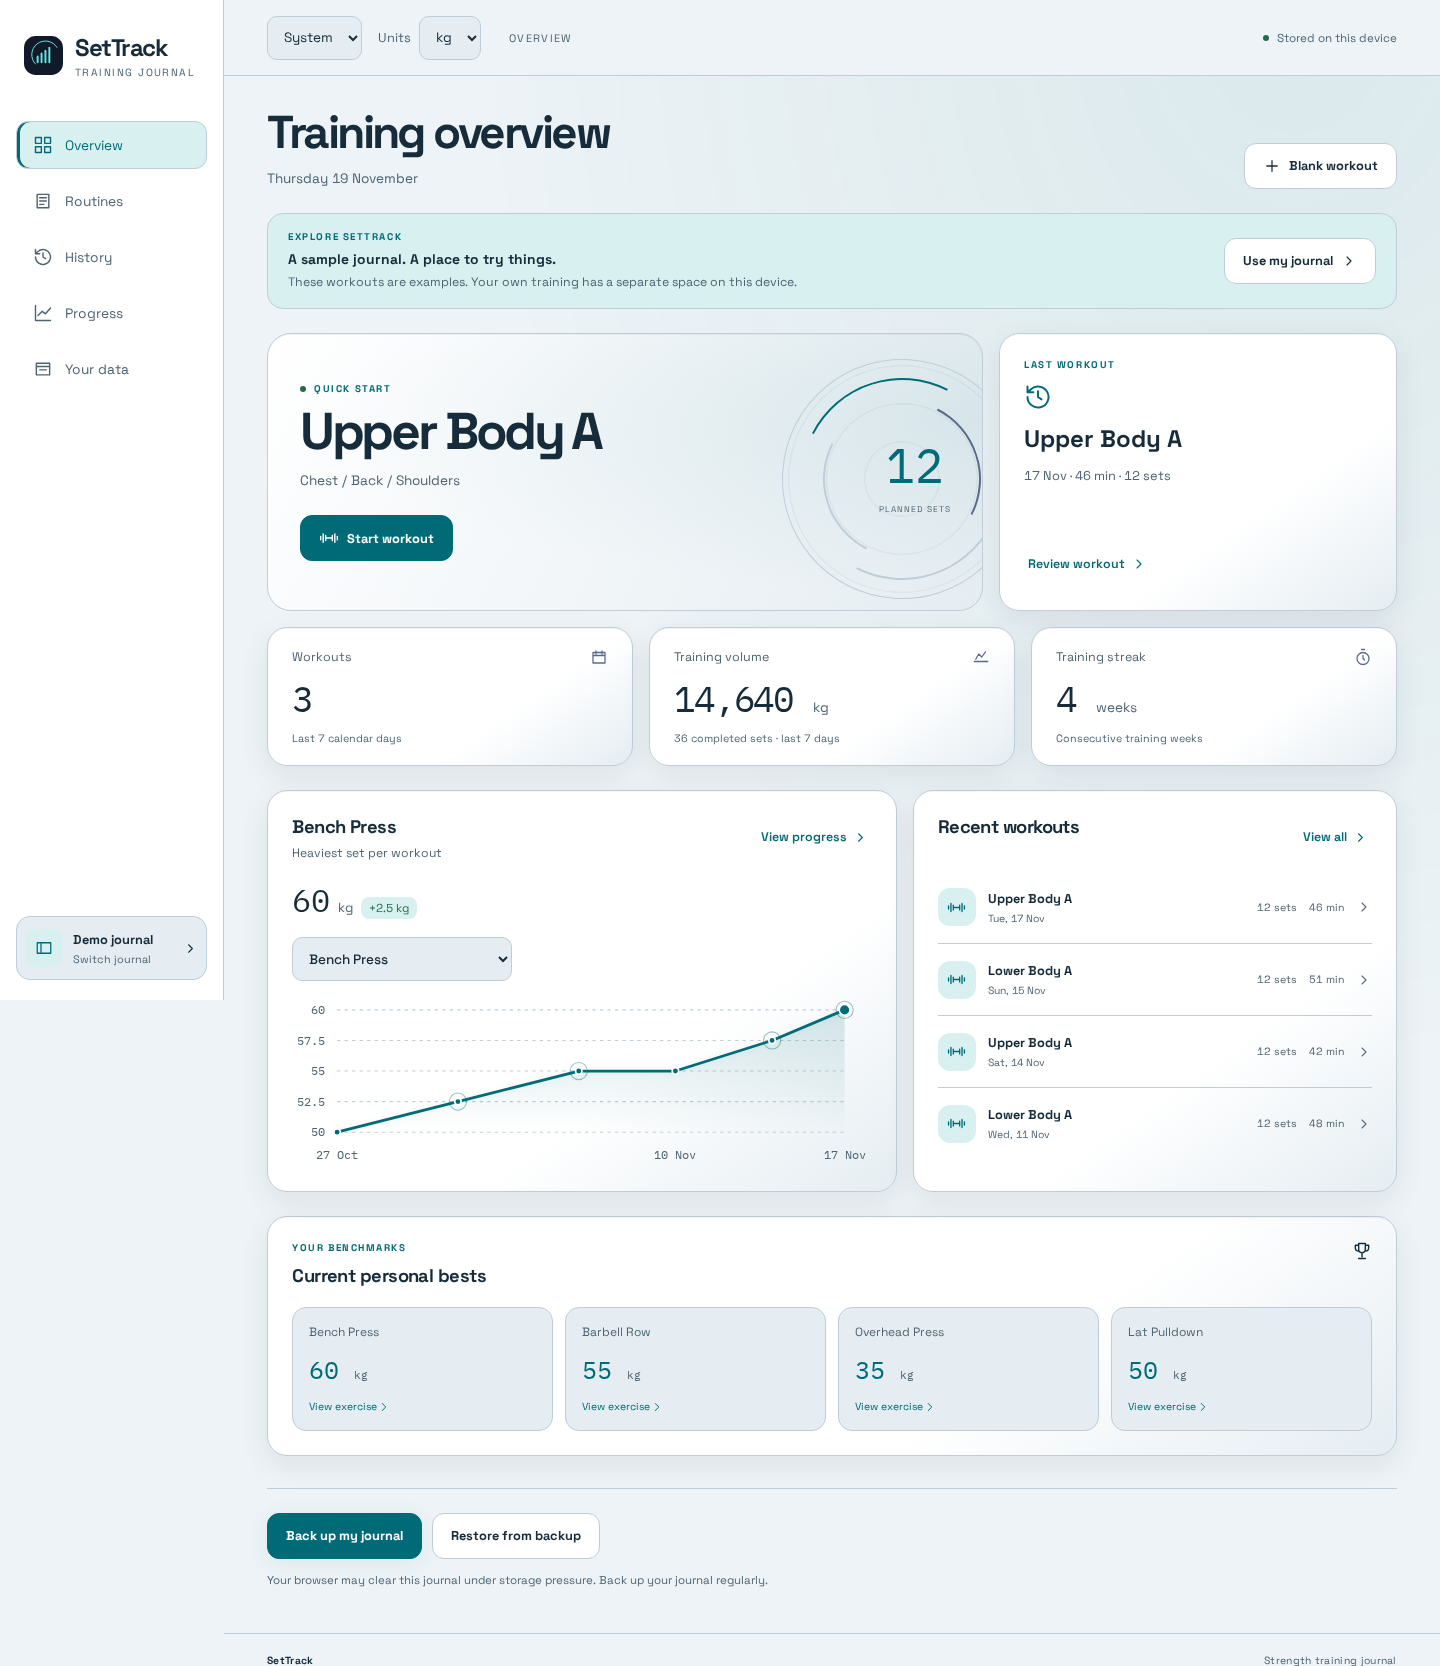 SetTrack
TRAINING JOURNAL
Overview
Routines
History
Progress
Your data
Demo journal
Switch journal
System
Units
kg
OVERVIEW
Stored on this device
Training overview
Thursday 19 November
Blank workout
EXPLORE SETTRACK
A sample journal. A place to try things.
These workouts are examples. Your own training has a separate space on this device.
Use my journal
QUICK START
Upper Body A
Chest / Back / Shoulders
Start workout
12
PLANNED SETS
LAST WORKOUT
Upper Body A
17 Nov · 46 min · 12 sets
Review workout
Workouts
3
Last 7 calendar days
Training volume
14,640 kg
36 completed sets · last 7 days
Training streak
4 weeks
Consecutive training weeks
Bench Press
Heaviest set per workout
View progress
60 kg +2.5 kg
Bench Press
60
57.5
55
52.5
50
27 Oct 10 Nov 17 Nov
Recent workouts
View all
Upper Body A
Tue, 17 Nov
12 sets 46 min
Lower Body A
Sun, 15 Nov
12 sets 51 min
Upper Body A
Sat, 14 Nov
12 sets 42 min
Lower Body A
Wed, 11 Nov
12 sets 48 min
YOUR BENCHMARKS
Current personal bests
Bench Press
60 kg
View exercise
Barbell Row
55 kg
View exercise
Overhead Press
35 kg
View exercise
Lat Pulldown
50 kg
View exercise
Back up my journal
Restore from backup
Your browser may clear this journal under storage pressure. Back up your journal regularly.
SetTrack
Strength training journal